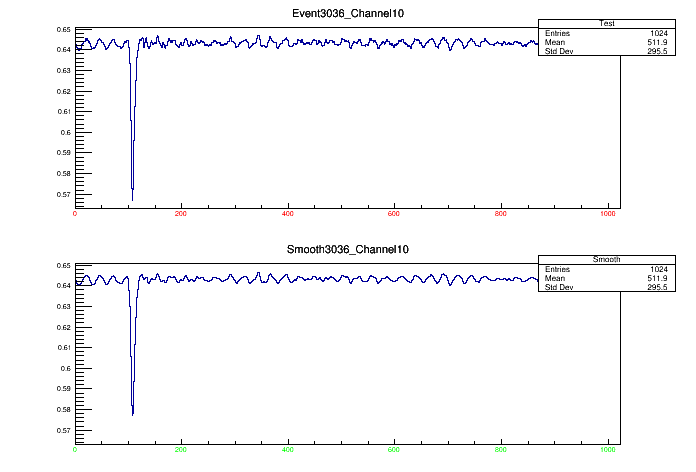 Event3036_Channel10
Test
Entries 1024
Mean 511.9
Std Dev 295.5
0.65
0.64
0.63
0.62
0.61
0.6
0.59
0.58
0.57
0 200 400 600 800 1000
Smooth3036_Channel10
Smooth
Entries 1024
Mean 511.9
Std Dev 295.5
0.65
0.64
0.63
0.62
0.61
0.6
0.59
0.58
0.57
0 200 400 600 800 1000